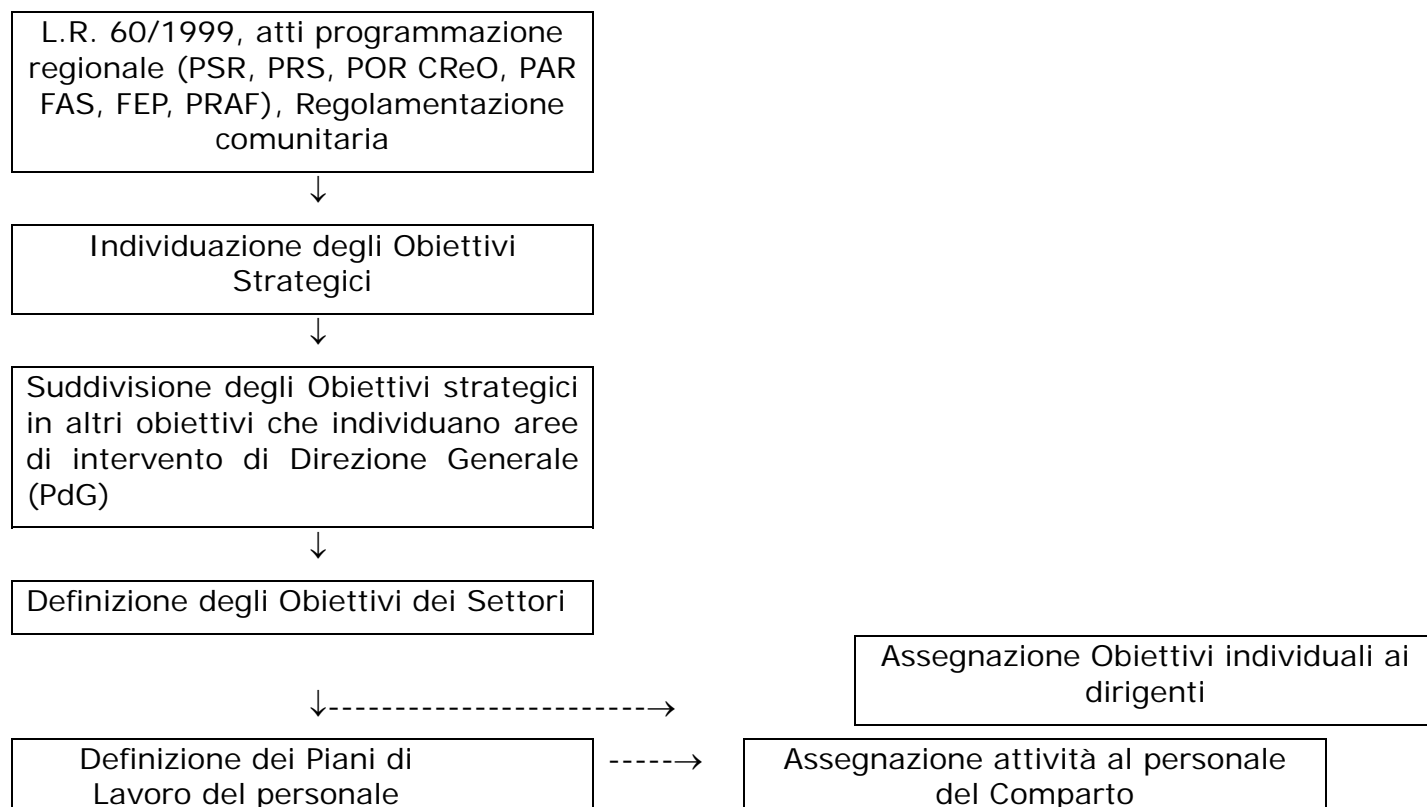 L.R. 60/1999, atti programmazione
regionale (PSR, PRS, POR CReO, PAR
FAS, FEP, PRAF), Regolamentazione
comunitaria
↓
Individuazione degli Obiettivi
Strategici
↓
Suddivisione degli Obiettivi strategici
in altri obiettivi che individuano aree
di intervento di Direzione Generale
(PdG)
↓
Definizione degli Obiettivi dei Settori
Assegnazione Obiettivi individuali ai
dirigenti
↓------------------------→
Definizione dei Piani di
Lavoro del personale
-----→
Assegnazione attività al personale
del Comparto